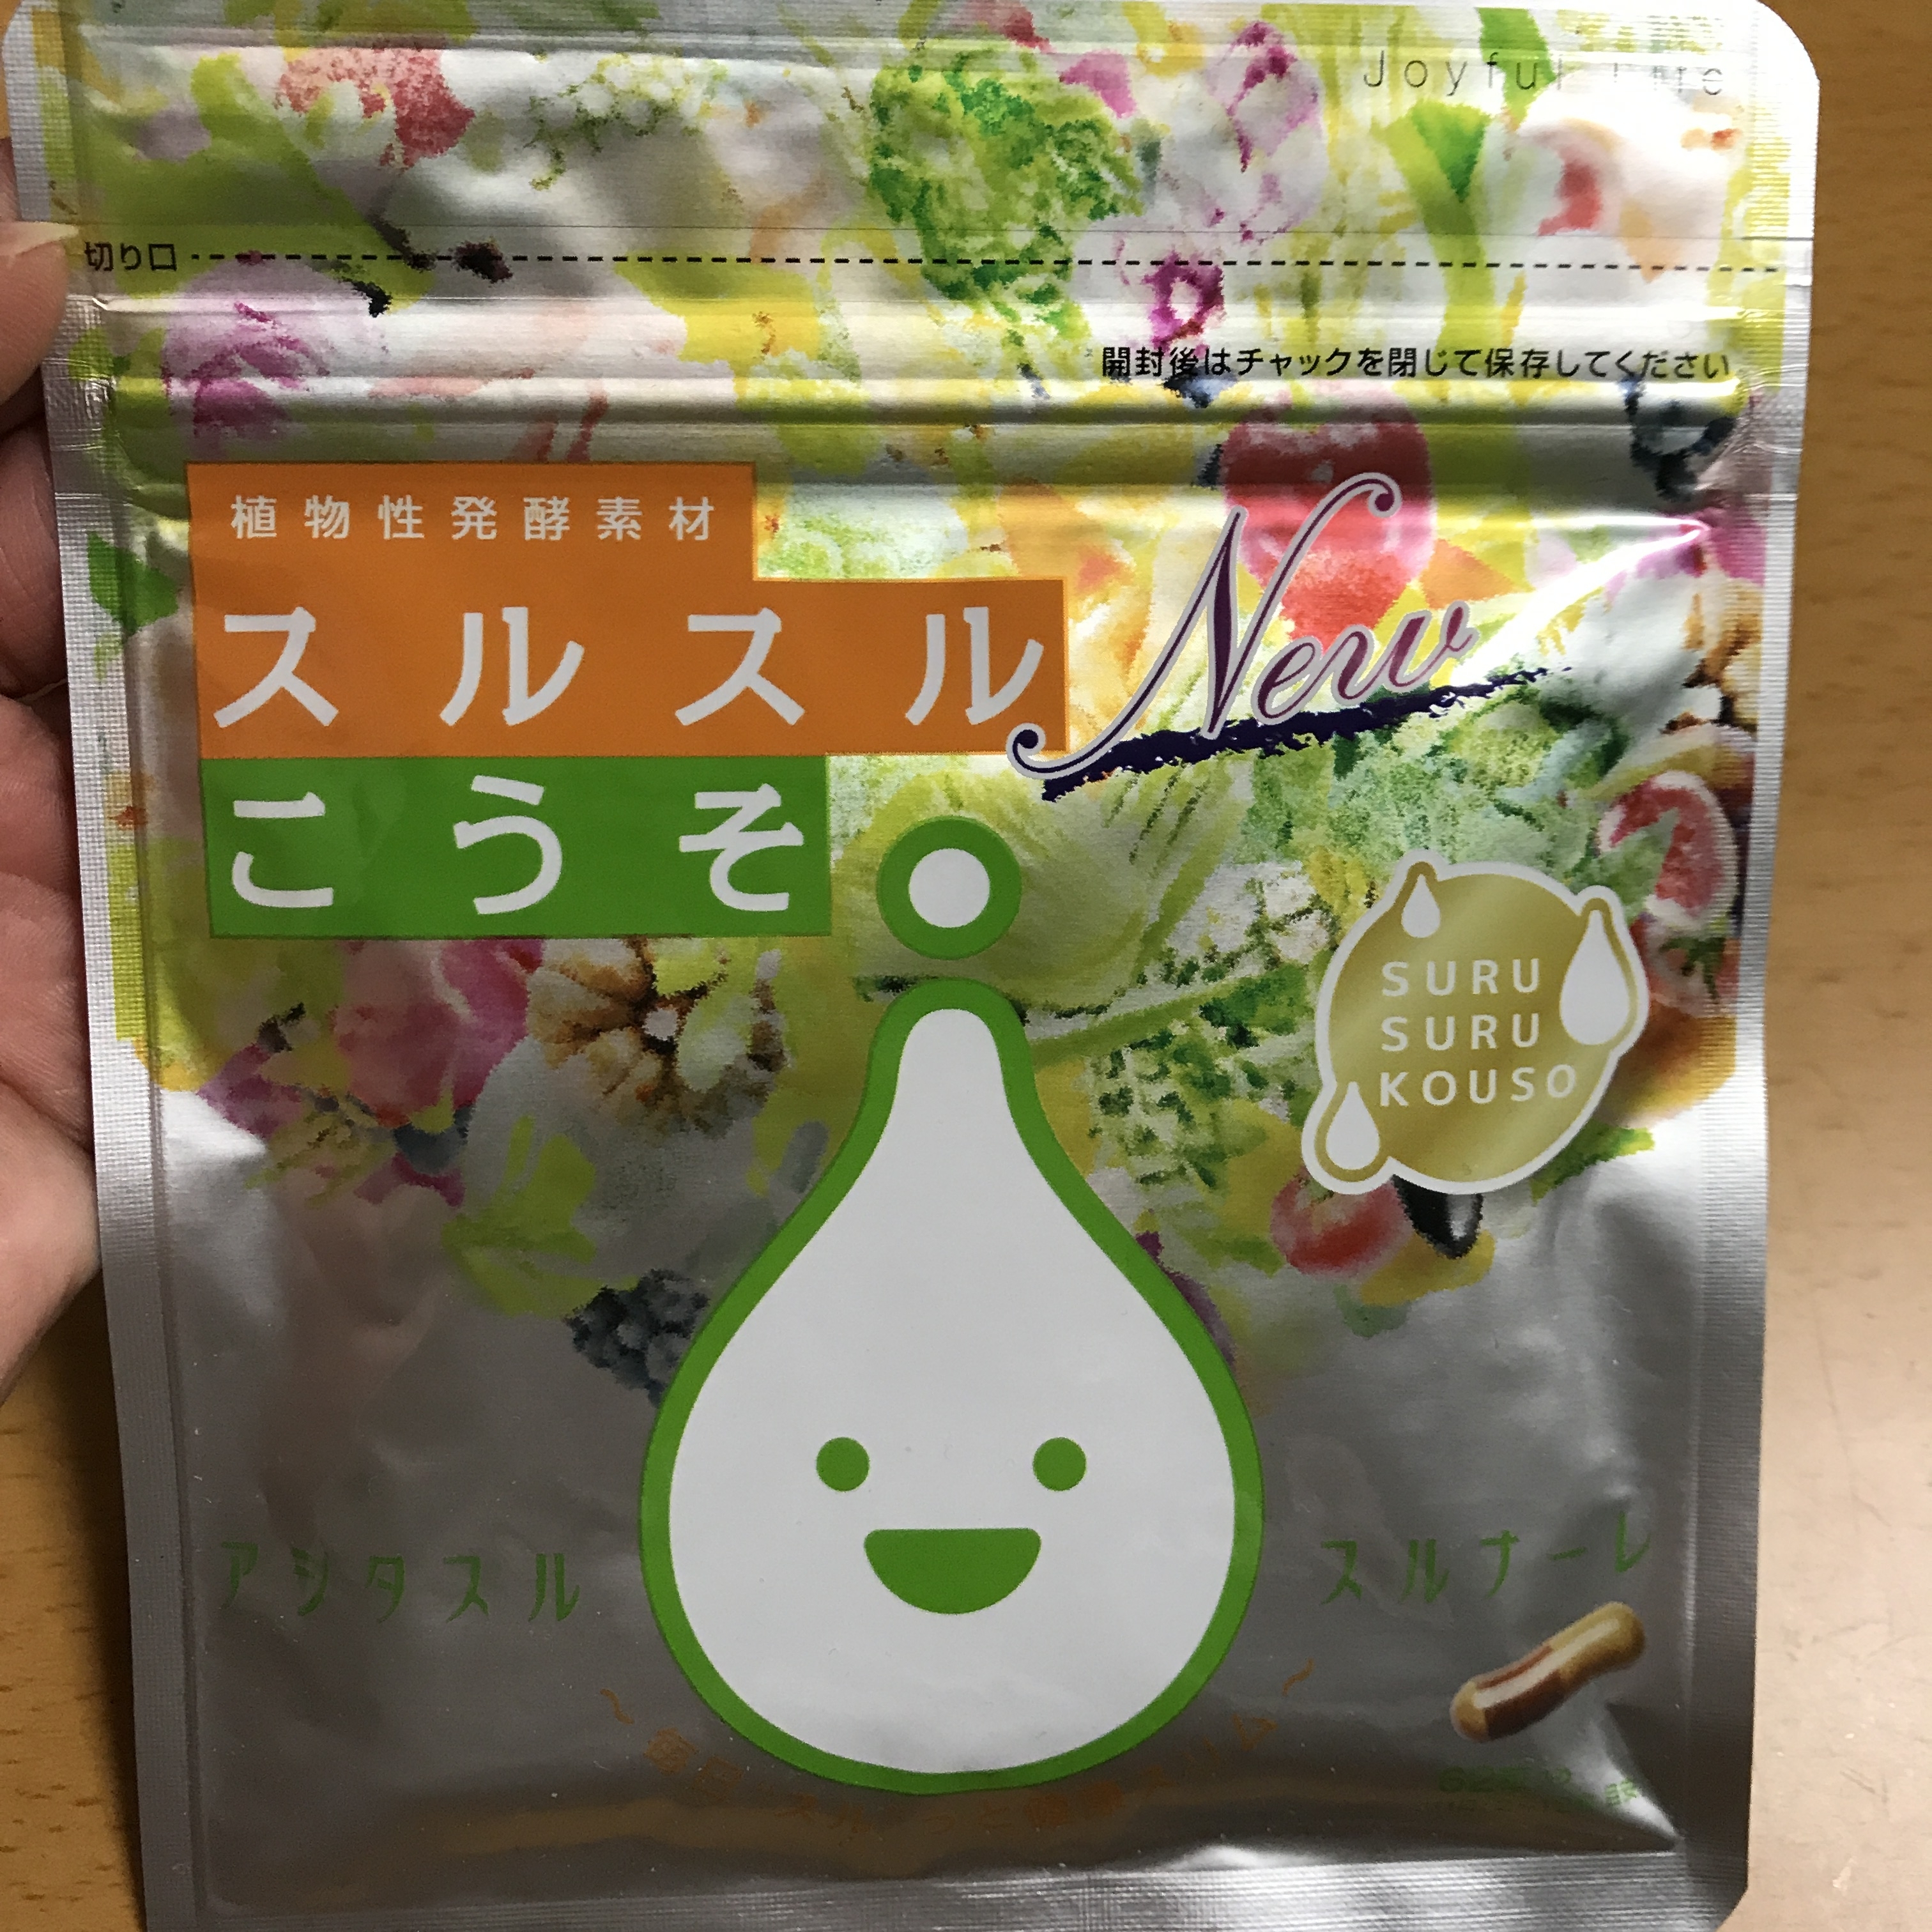 Joyful Life
切り口
開封後はチャックを閉じて保存してください
植物性発酵素材
スルスル
こうそ
New
SURU
SURU
KOUSO
アシタスル
スルナーレ